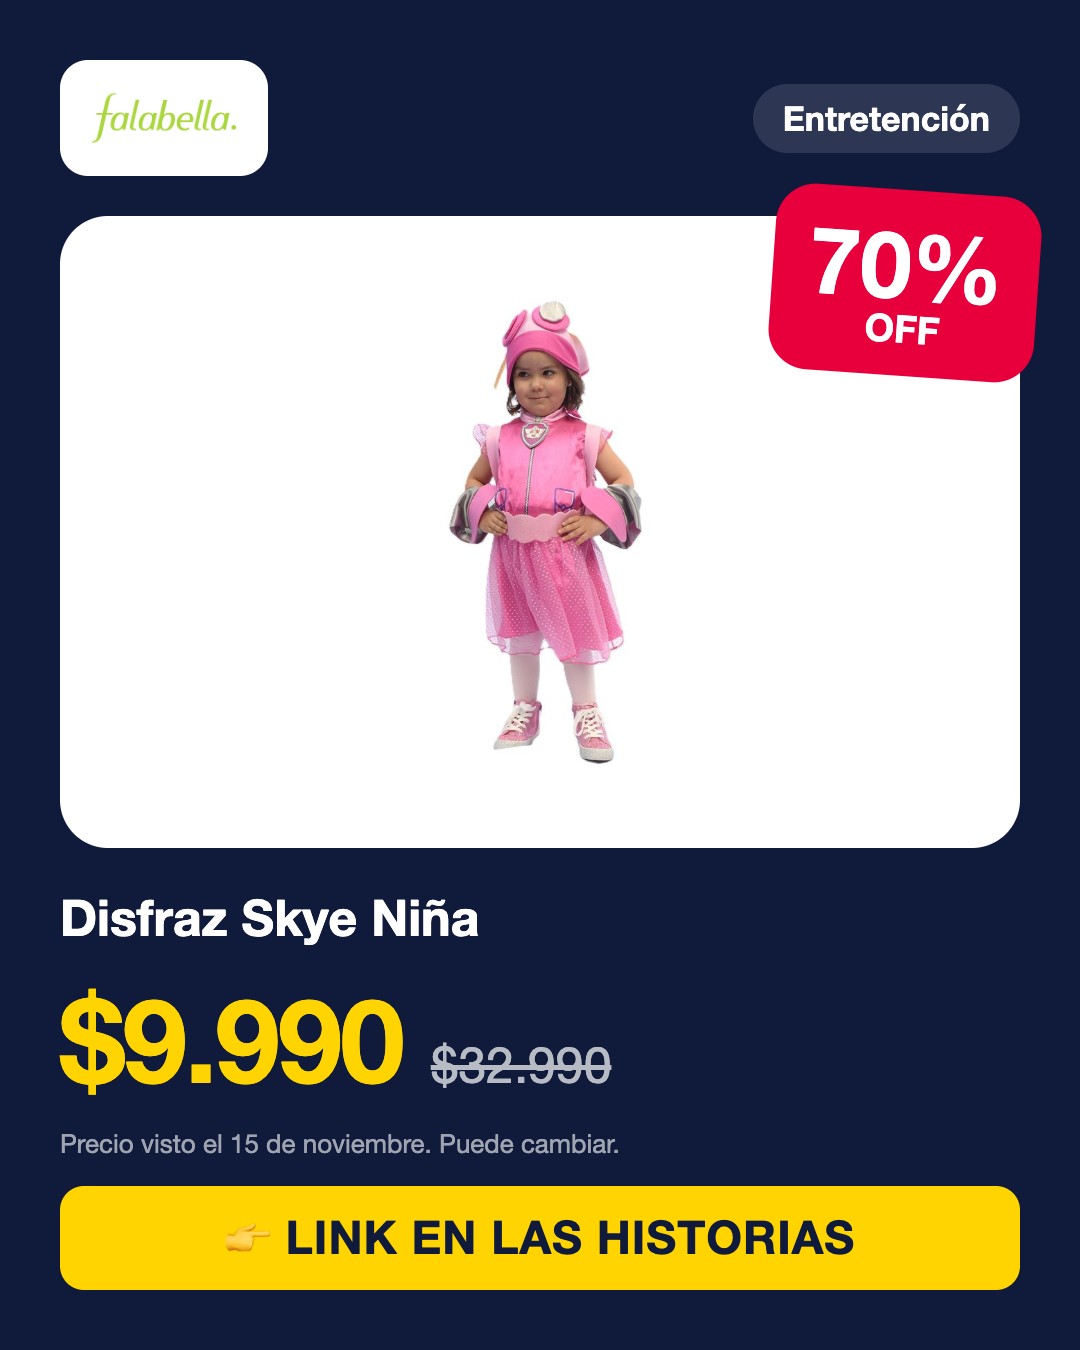 falabella.
Entretención
70%
OFF
Disfraz Skye Niña
$9.990 $32.990
Precio visto el 15 de noviembre. Puede cambiar.
👉 LINK EN LAS HISTORIAS